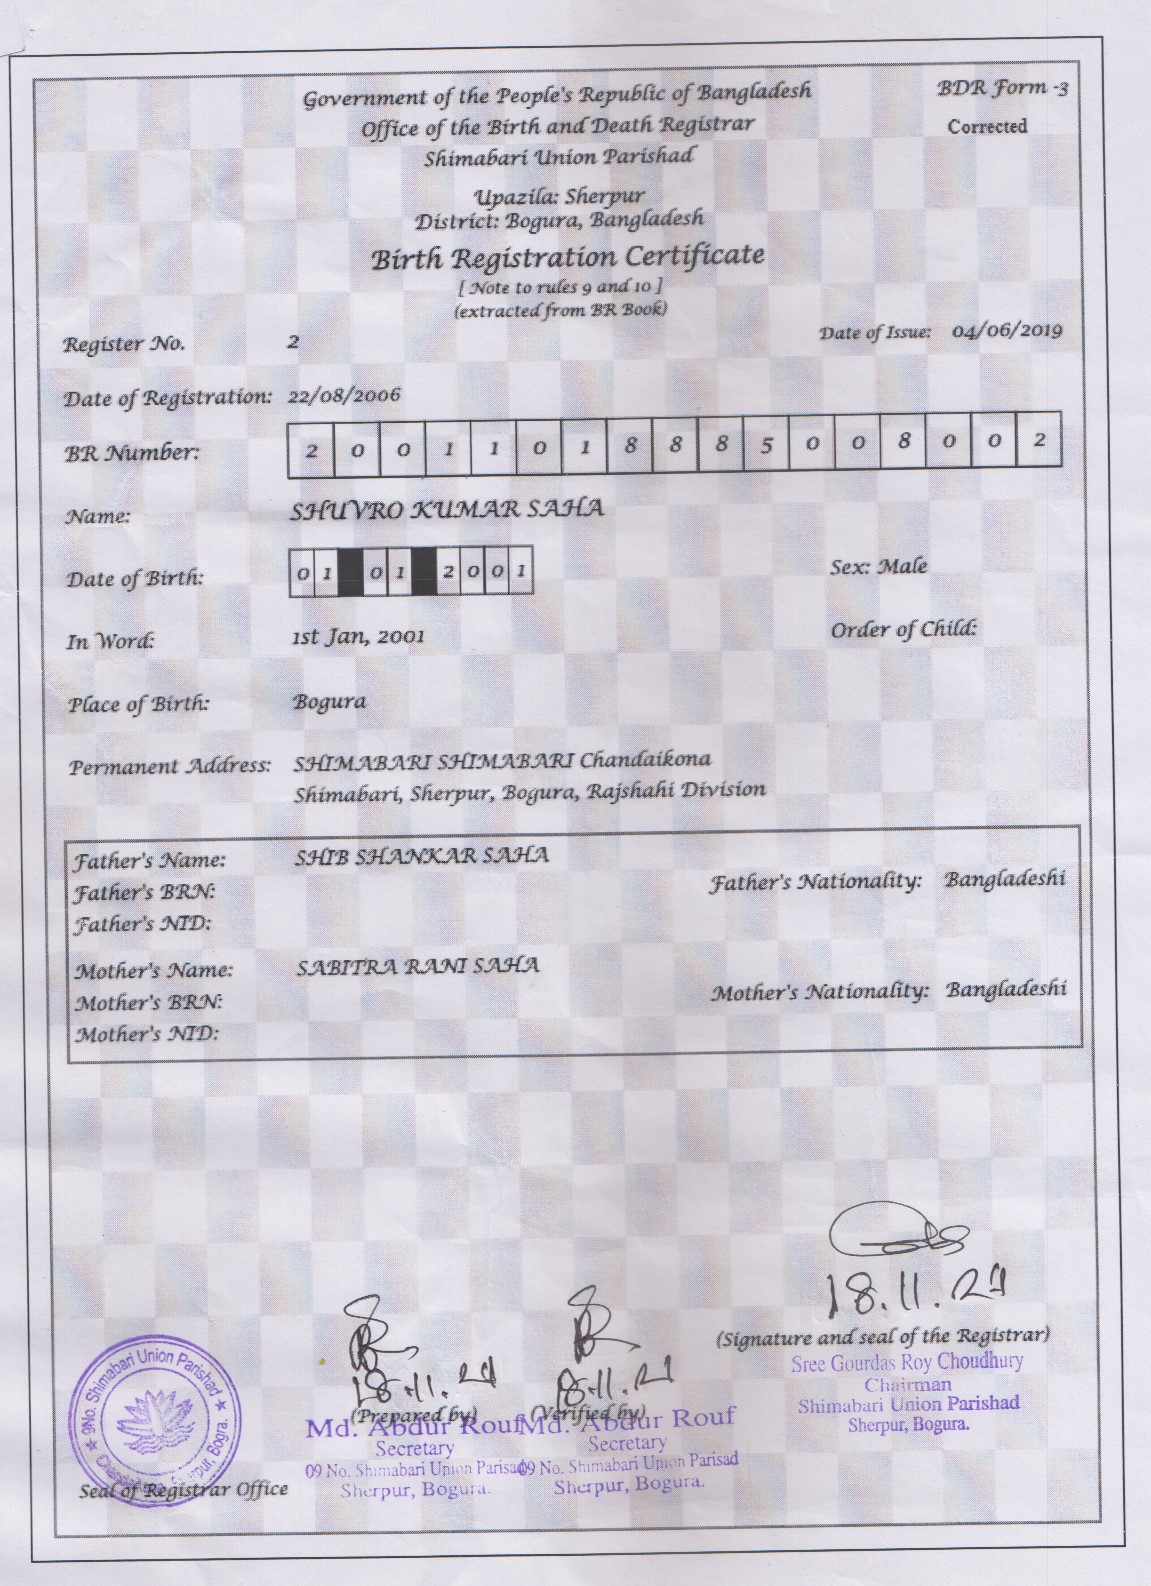 Government of the People's Republic of Bangladesh
BDR Form -3
Office of the Birth and Death Registrar
Corrected
Shimabari Union Parishad
Upazila: Sherpur
District: Bogura, Bangladesh
Birth Registration Certificate
[ Note to rules 9 and 10 ]
(extracted from BR Book)
Register No. 2
Date of Issue: 04/06/2019
Date of Registration: 22/08/2006
BR Number: 2 0 0 1 1 0 1 8 8 8 5 0 0 8 0 0 2
Name: SHUVRO KUMAR SAHA
Date of Birth: 0 1 0 1 2 0 0 1
Sex: Male
In Word: 1st Jan, 2001
Order of Child:
Place of Birth: Bogura
Permanent Address: SHIMABARI SHIMABARI Chandaikona
Shimabari, Sherpur, Bogura, Rajshahi Division
Father's Name: SHIB SHANKAR SAHA
Father's BRN:
Father's Nationality: Bangladeshi
Father's NID:
Mother's Name: SABITRA RANI SAHA
Mother's BRN:
Mother's Nationality: Bangladeshi
Mother's NID:
18.11.21
(Signature and seal of the Registrar)
Sree Gourdas Roy Choudhury
Chairman
Shimabari Union Parishad
Sherpur, Bogura.
18.11.21
(Prepared by)
Md. Abdur Rouf
Secretary
09 No. Shimabari Union Parisad
Sherpur, Bogura.
18.11.21
(Verified by)
Md. Abdur Rouf
Secretary
09 No. Shimabari Union Parisad
Sherpur, Bogura.
9No. Shimabari Union Parishad
Bogra.
Seal of Registrar Office